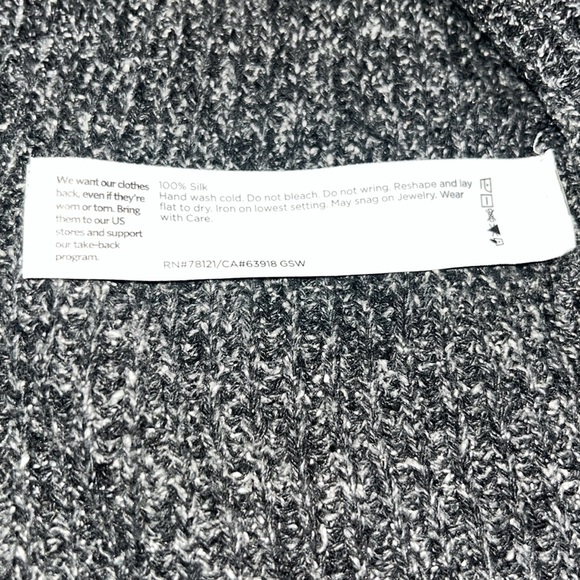 We want our clothes
back, even if they're
worn or torn. Bring
them to our US
stores and support
our take-back
program.
100% Silk
Hand wash cold. Do not bleach. Do not wring. Reshape and lay
flat to dry. Iron on lowest setting. May snag on Jewelry. Wear
with Care.
RN#78121/CA#63918 GSW